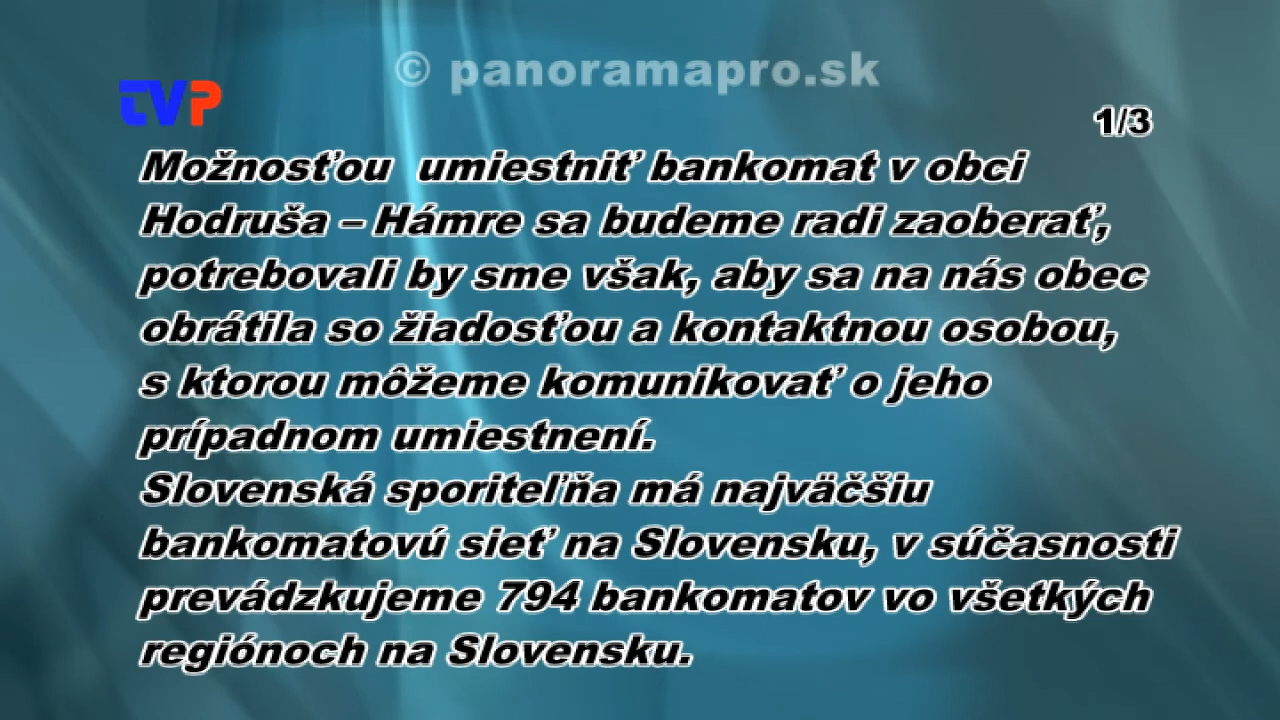 © panoramapro.sk
TVP
1/3
Možnosťou  umiestniť bankomat v obci
Hodruša – Hámre sa budeme radi zaoberať,
potrebovali by sme však, aby sa na nás obec
obrátila so žiadosťou a kontaktnou osobou,
s ktorou môžeme komunikovať o jeho
prípadnom umiestnení.
Slovenská sporiteľňa má najväčšiu
bankomatovú sieť na Slovensku, v súčasnosti
prevádzkujeme 794 bankomatov vo všetkých
regiónoch na Slovensku.